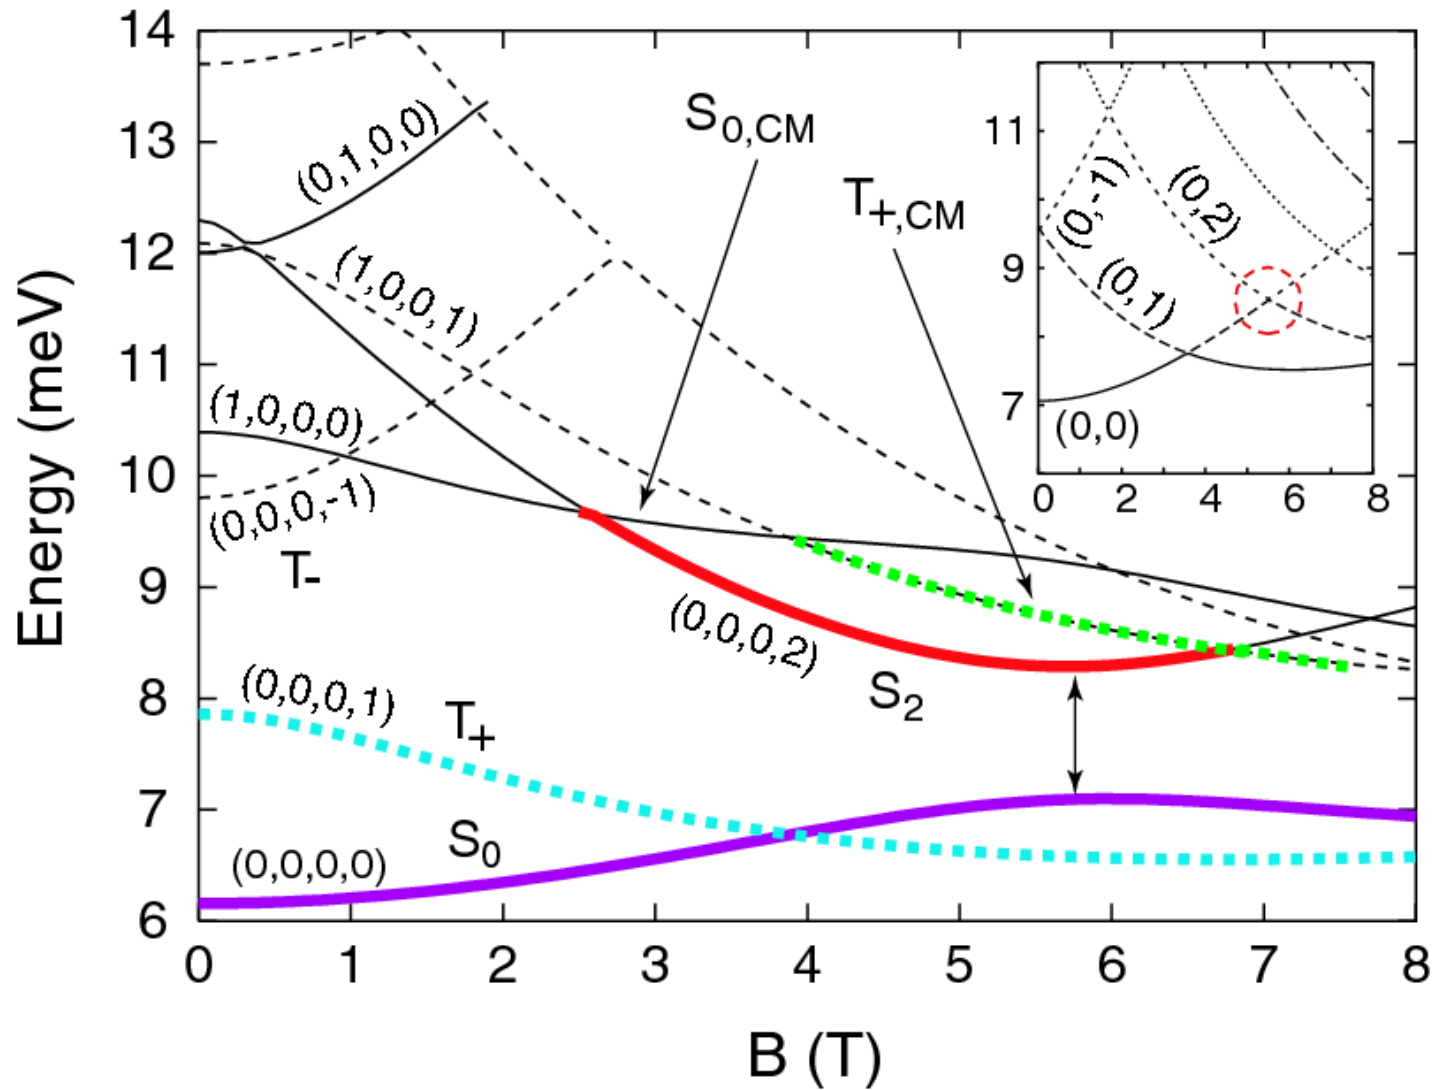 14
13
12
11
10
9
8
7
6
0 1 2 3 4 5 6 7 8
Energy (meV)
B (T)
(0,1,0,0)
(1,0,0,1)
(1,0,0,0)
(0,0,0,-1)
T-
(0,0,0,1)
T+
(0,0,0,0)
S0
S0,CM
T+,CM
(0,0,0,2)
S2
11
9
7
0 2 4 6 8
(0,-1)
(0,2)
(0,1)
(0,0)